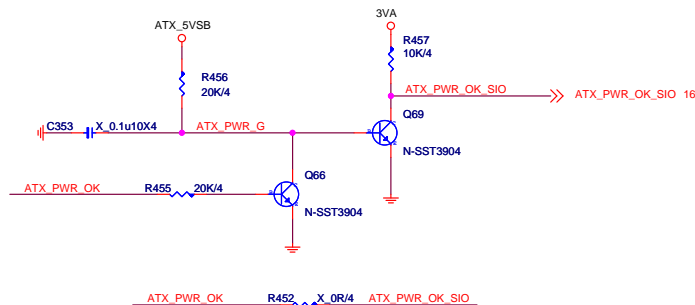 ATX_5VSB
3VA
R456
20K/4
R457
10K/4
ATX_PWR_OK_SIO
ATX_PWR_OK_SIO 16
C353
X_0.1u10X4
ATX_PWR_G
Q69
N-SST3904
Q66
N-SST3904
ATX_PWR_OK
R455
20K/4
ATX_PWR_OK
R452
X_0R/4
ATX_PWR_OK_SIO